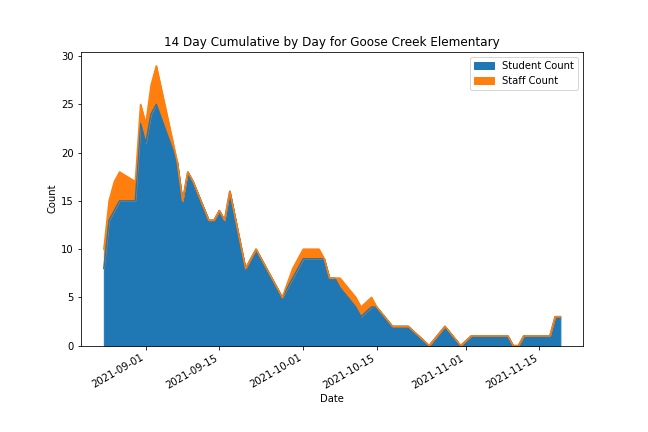 14 Day Cumulative by Day for Goose Creek Elementary
30
25
20
15
10
5
0
Count
Student Count
Staff Count
2021-09-01
2021-09-15
2021-10-01
2021-10-15
2021-11-01
2021-11-15
Date